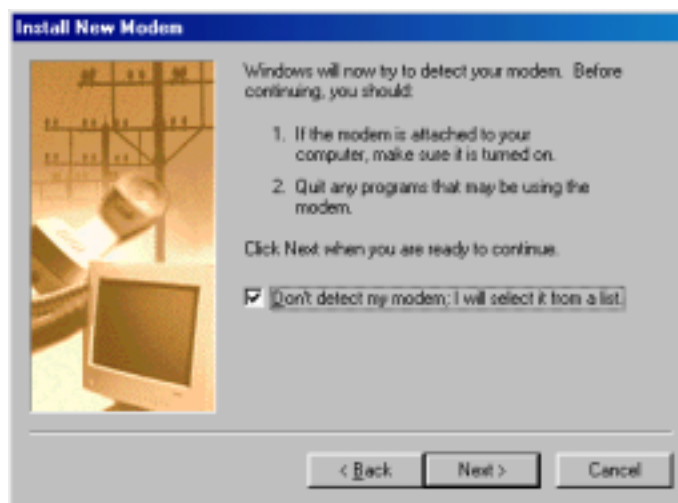 Install New Modem
Windows will now try to detect your modem. Before
continuing, you should:
1. If the modem is attached to your
computer, make sure it is turned on.
2. Quit any programs that may be using the
modem.
Click Next when you are ready to continue.
Don't detect my modem; I will select it from a list.
< Back
Next >
Cancel